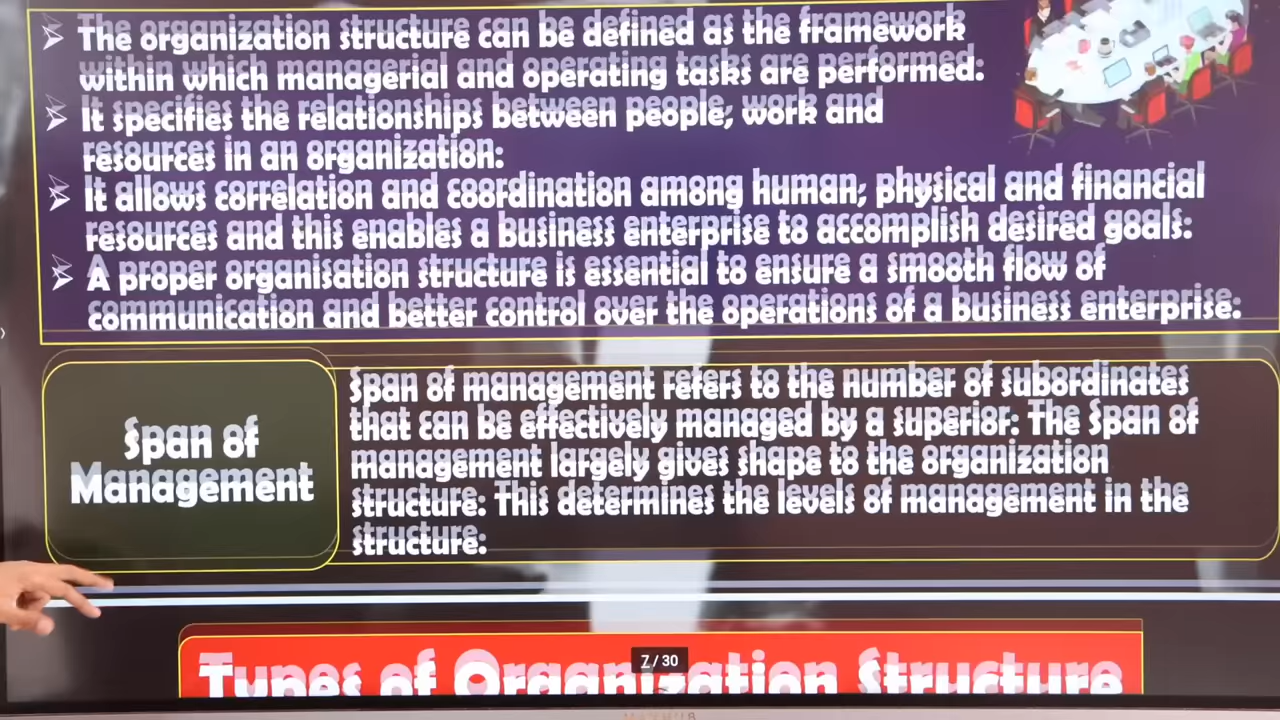 The organization structure can be defined as the framework
within which managerial and operating tasks are performed:
It specifies the relationships between people, work and
resources in an organization:
It allows correlation and coordination among human, physical and financial
resources and this enables a business enterprise to accomplish desired goals:
A proper organisation structure is essential to ensure a smooth flow of
communication and better control over the operations of a business enterprise:
Span of
Management
Span of management refers to the number of subordinates
that can be effectively managed by a superior: The Span of
management largely gives shape to the organization
structure: This determines the levels of management in the
structure:
Types of Organization Structure
7 / 30